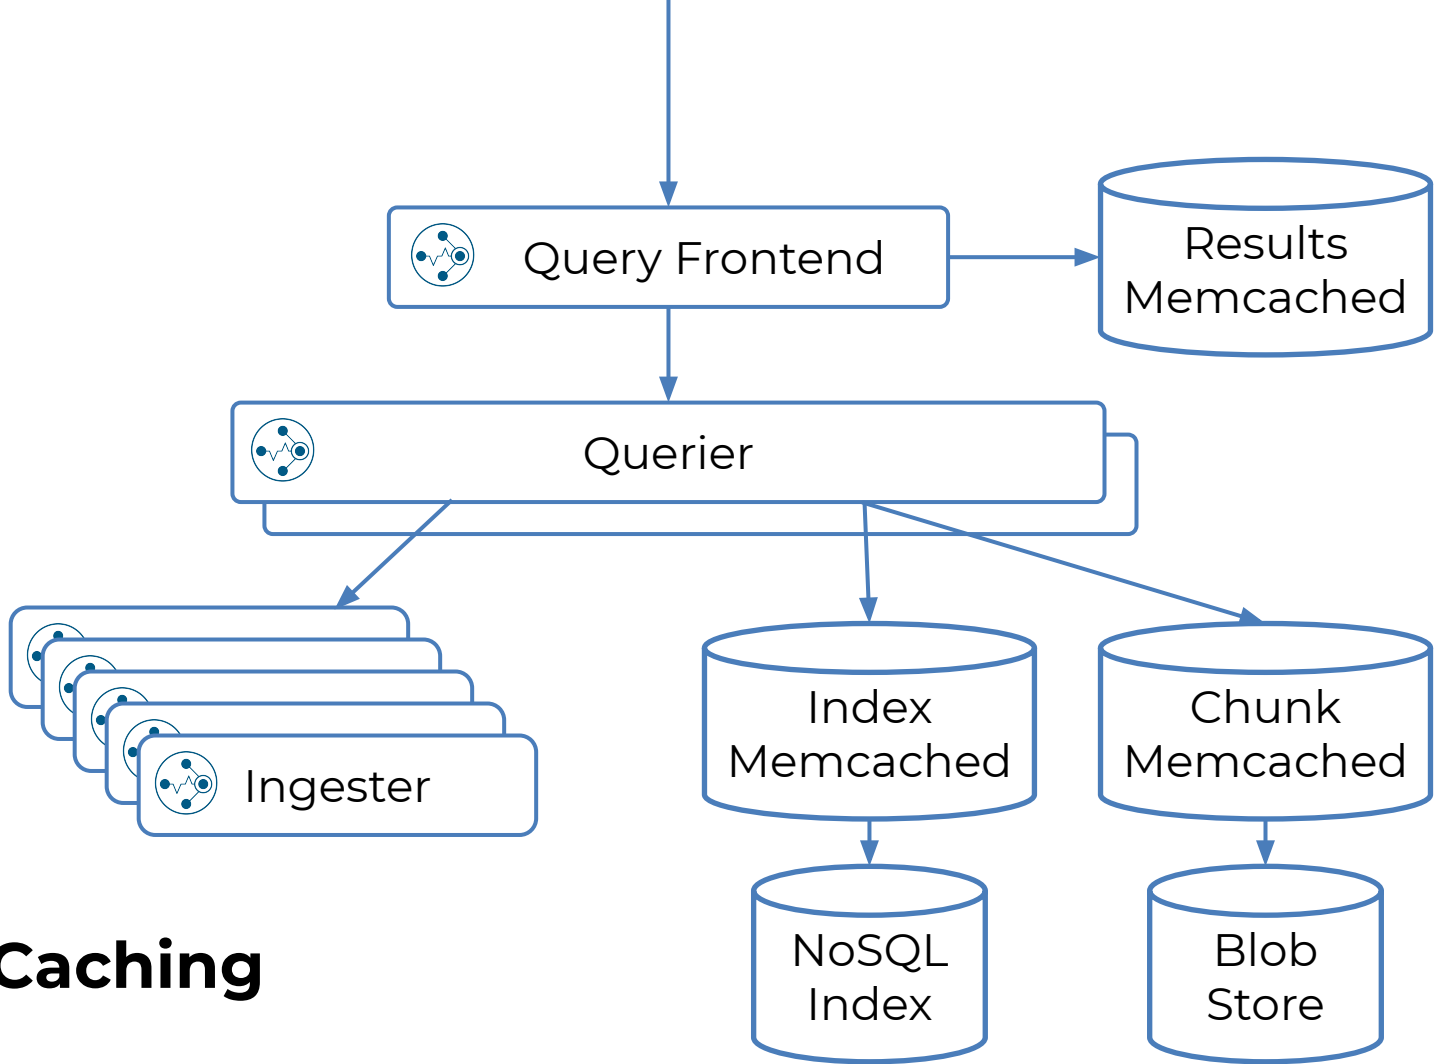 Query Frontend
Results
Memcached
Querier
Ingester
Index
Memcached
Chunk
Memcached
NoSQL
Index
Blob
Store
Caching